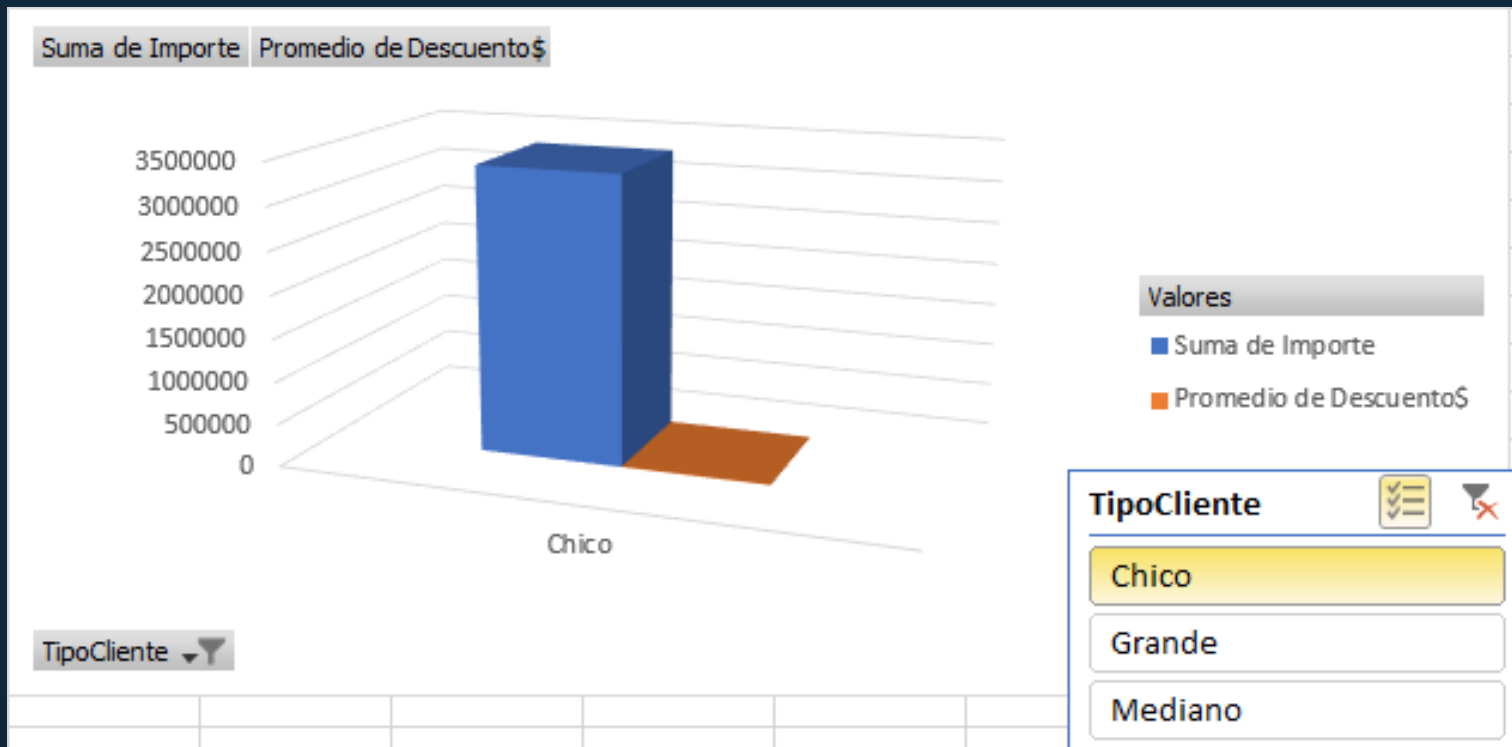 Suma de Importe Promedio de Descuento$
3500000
3000000
2500000
2000000
1500000
1000000
500000
0
Chico
Valores
Suma de Importe
Promedio de Descuento$
TipoCliente
TipoCliente
Chico
Grande
Mediano